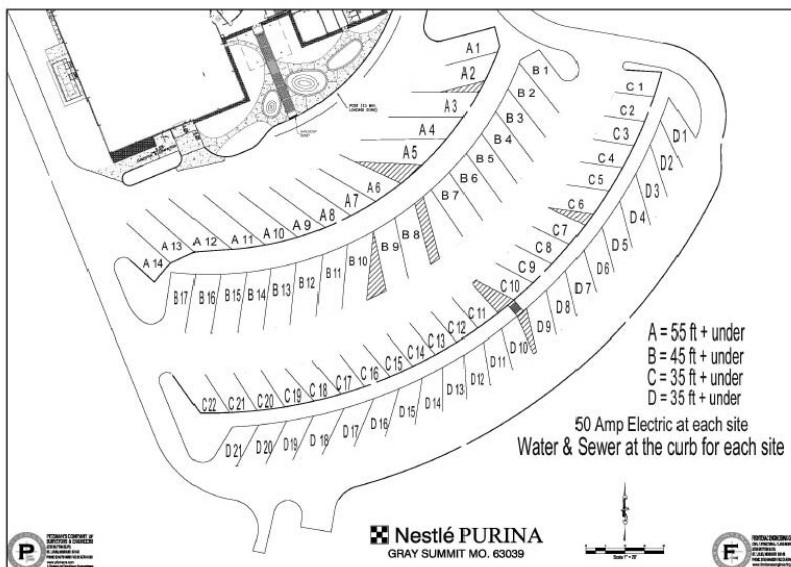 A 1
A 2
A 3
A 4
A 5
A 6
A 7
A 8
A 9
A 10
A 11
A 12
A 13
A 14
B 1
B 2
B 3
B 4
B 5
B 6
B 7
B 8
B 9
B 10
B 11
B 12
B 13
B 14
B 15
B 16
B 17
C 1
C 2
C 3
C 4
C 5
C 6
C 7
C 8
C 9
C 10
C 11
C 12
C 13
C 14
C 15
C 16
C 17
C 18
C 19
C 20
C 21
C22
D 1
D 2
D 3
D 4
D 5
D 6
D 7
D 8
D 9
D 10
D 11
D 12
D 13
D 14
D 15
D 16
D 17
D 18
D 19
D 20
D 21
A = 55 ft + under
B = 45 ft + under
C = 35 ft + under
D = 35 ft + under
50 Amp Electric at each site
Water & Sewer at the curb for each site
Nestlé PURINA
GRAY SUMMIT MO. 63039
P
F